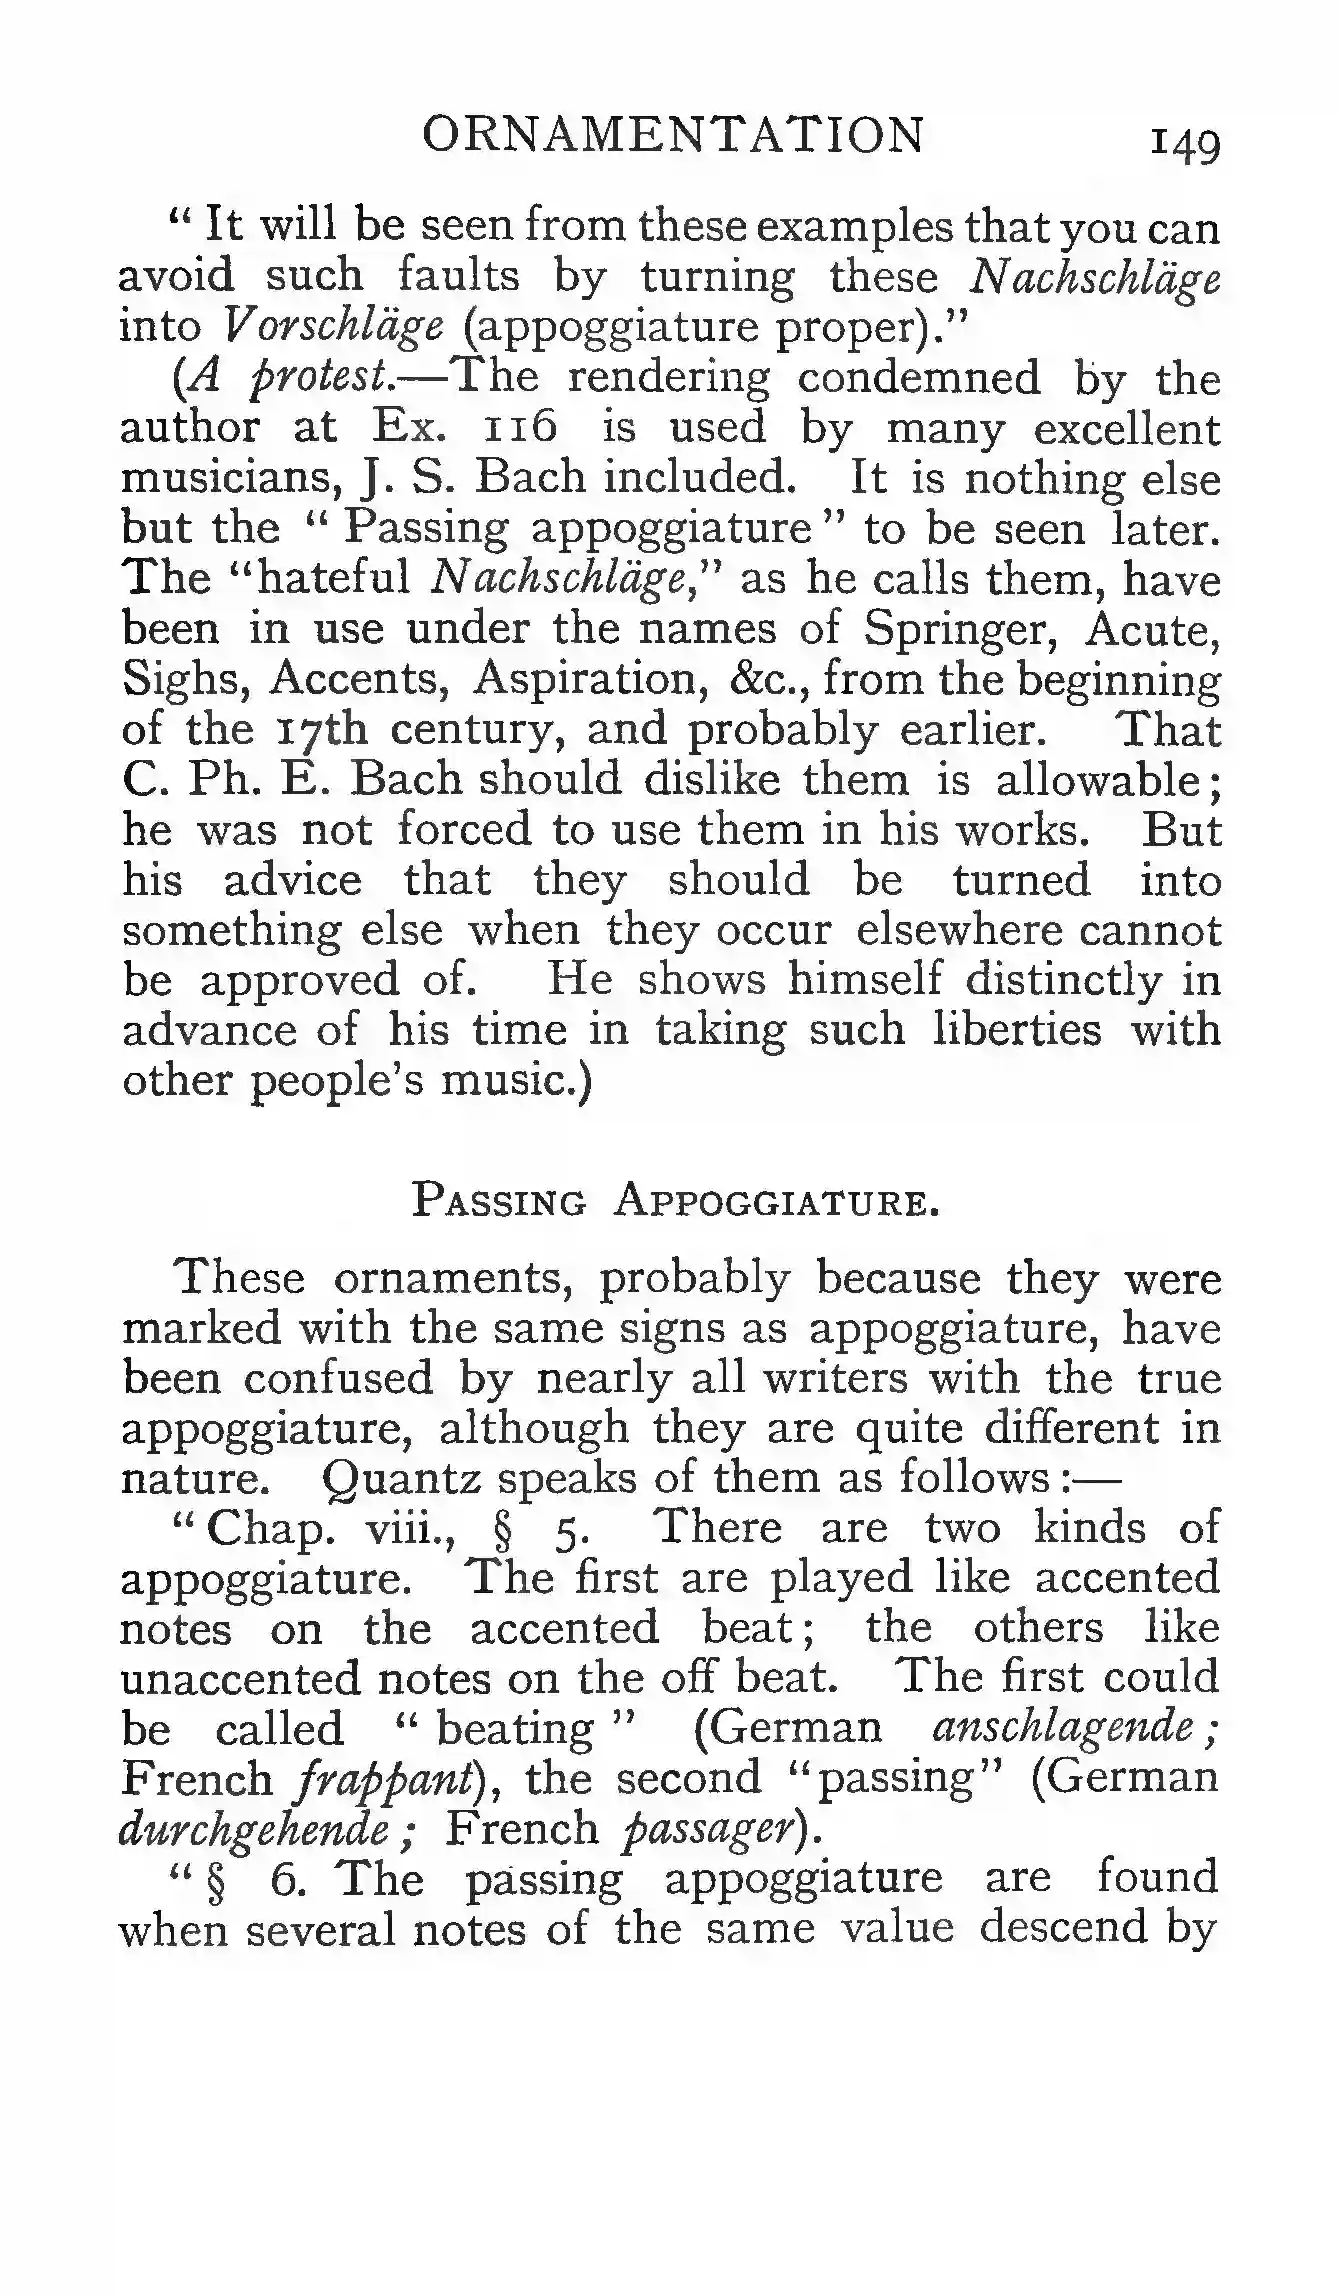 ORNAMENTATION 149
“ It will be seen from these examples that you can
avoid such faults by turning these Nachschläge
into Vorschläge (appoggiature proper).”
(A protest.—The rendering condemned by the
author at Ex. 116 is used by many excellent
musicians, J. S. Bach included. It is nothing else
but the “ Passing appoggiature ” to be seen later.
The “hateful Nachschläge,” as he calls them, have
been in use under the names of Springer, Acute,
Sighs, Accents, Aspiration, &c., from the beginning
of the 17th century, and probably earlier. That
C. Ph. E. Bach should dislike them is allowable;
he was not forced to use them in his works. But
his advice that they should be turned into
something else when they occur elsewhere cannot
be approved of. He shows himself distinctly in
advance of his time in taking such liberties with
other people’s music.)
PASSING APPOGGIATURE.
These ornaments, probably because they were
marked with the same signs as appoggiature, have
been confused by nearly all writers with the true
appoggiature, although they are quite different in
nature. Quantz speaks of them as follows :—
“ Chap. viii., § 5. There are two kinds of
appoggiature. The first are played like accented
notes on the accented beat; the others like
unaccented notes on the off beat. The first could
be called “ beating ” (German anschlagende ;
French frappant), the second “passing” (German
durchgehende ; French passager).
“ § 6. The passing appoggiature are found
when several notes of the same value descend by